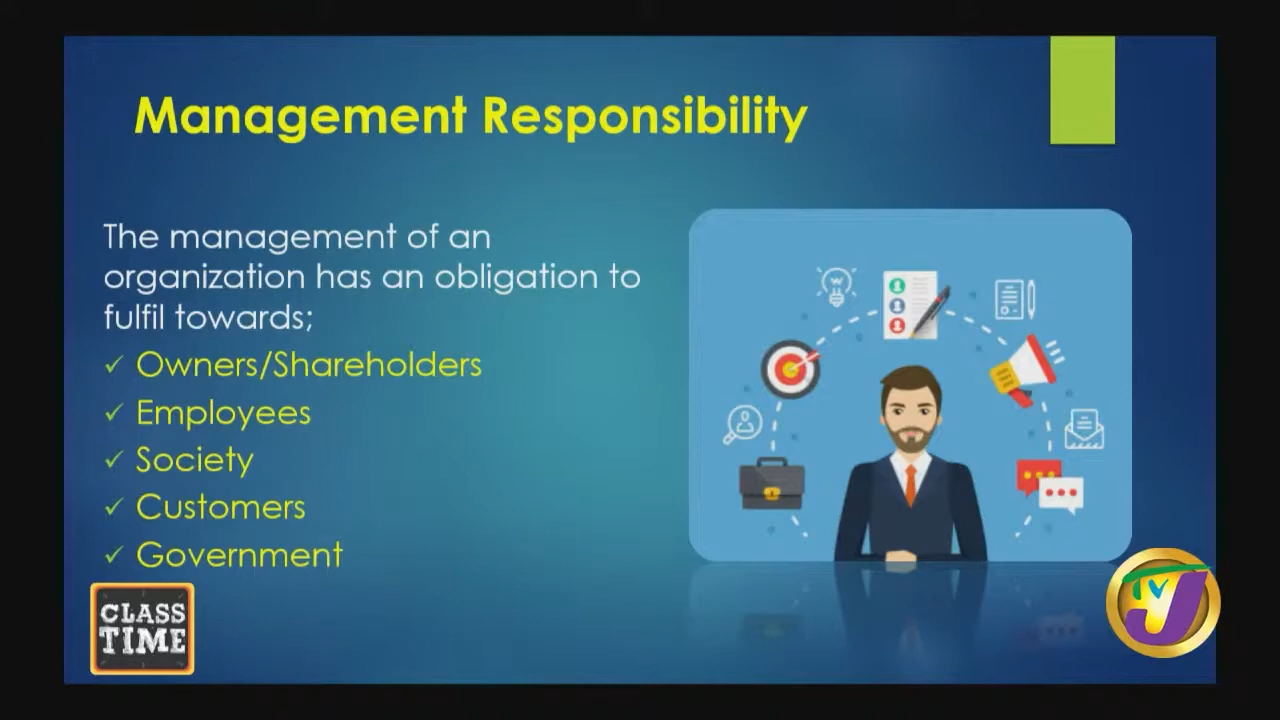 Management Responsibility
The management of an
organization has an obligation to
fulfil towards;
✓ Owners/Shareholders
✓ Employees
✓ Society
✓ Customers
✓ Government
CLASS
TIME
TVJ